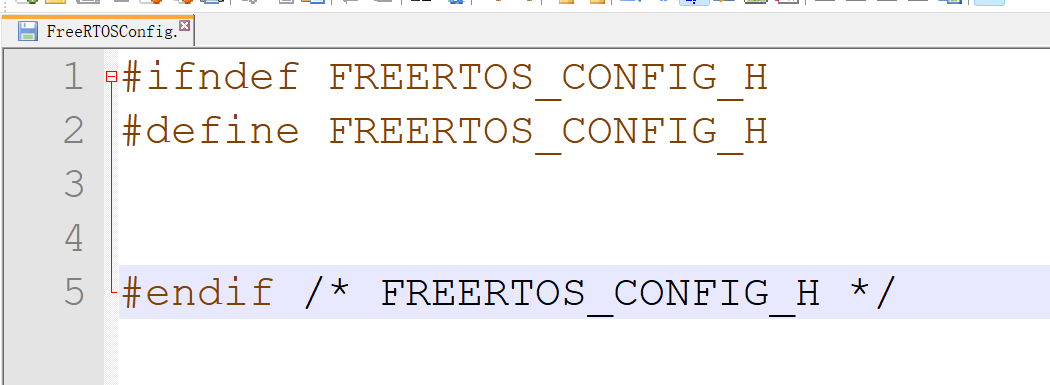 FreeRTOSConfig.
1 #ifndef FREERTOS_CONFIG_H
2 #define FREERTOS_CONFIG_H
3
4
5 #endif /* FREERTOS_CONFIG_H */